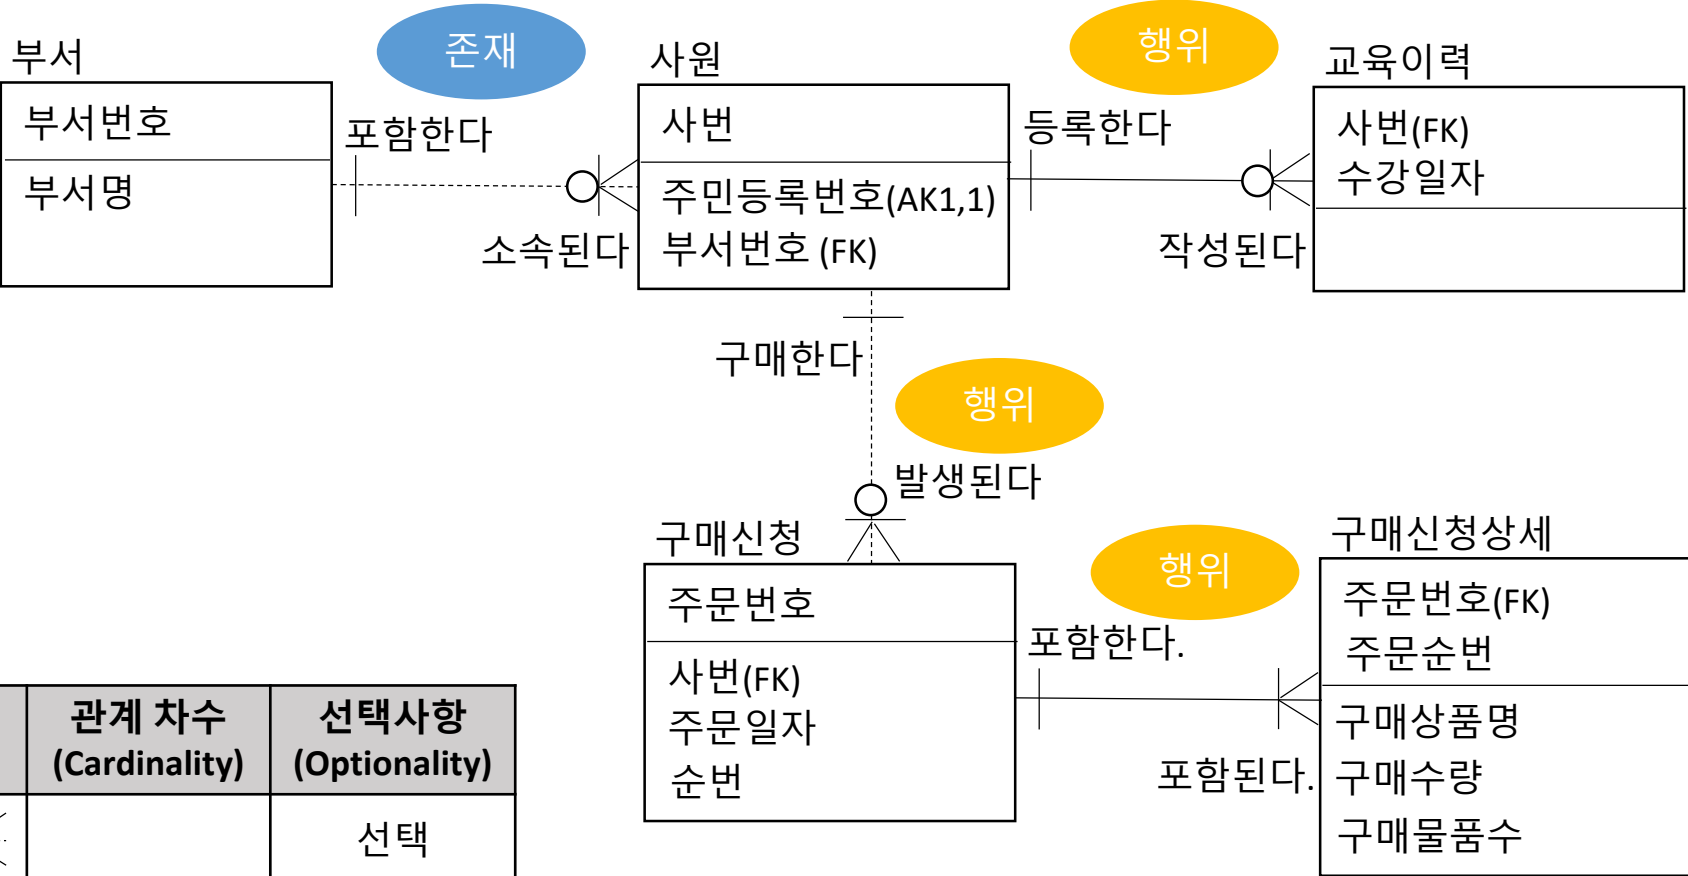 부서
존재
사원
행위
교육이력
부서번호
부서명
포함한다
소속된다
사번
주민등록번호(AK1,1)
부서번호 (FK)
등록한다
작성된다
사번(FK)
수강일자
구매한다
행위
발생된다
구매신청
행위
구매신청상세
주문번호
사번(FK)
주문일자
순번
포함한다.
포함된다.
주문번호(FK)
주문순번
구매상품명
구매수량
구매물품수
관계 차수
(Cardinality)
선택사항
(Optionality)
선택